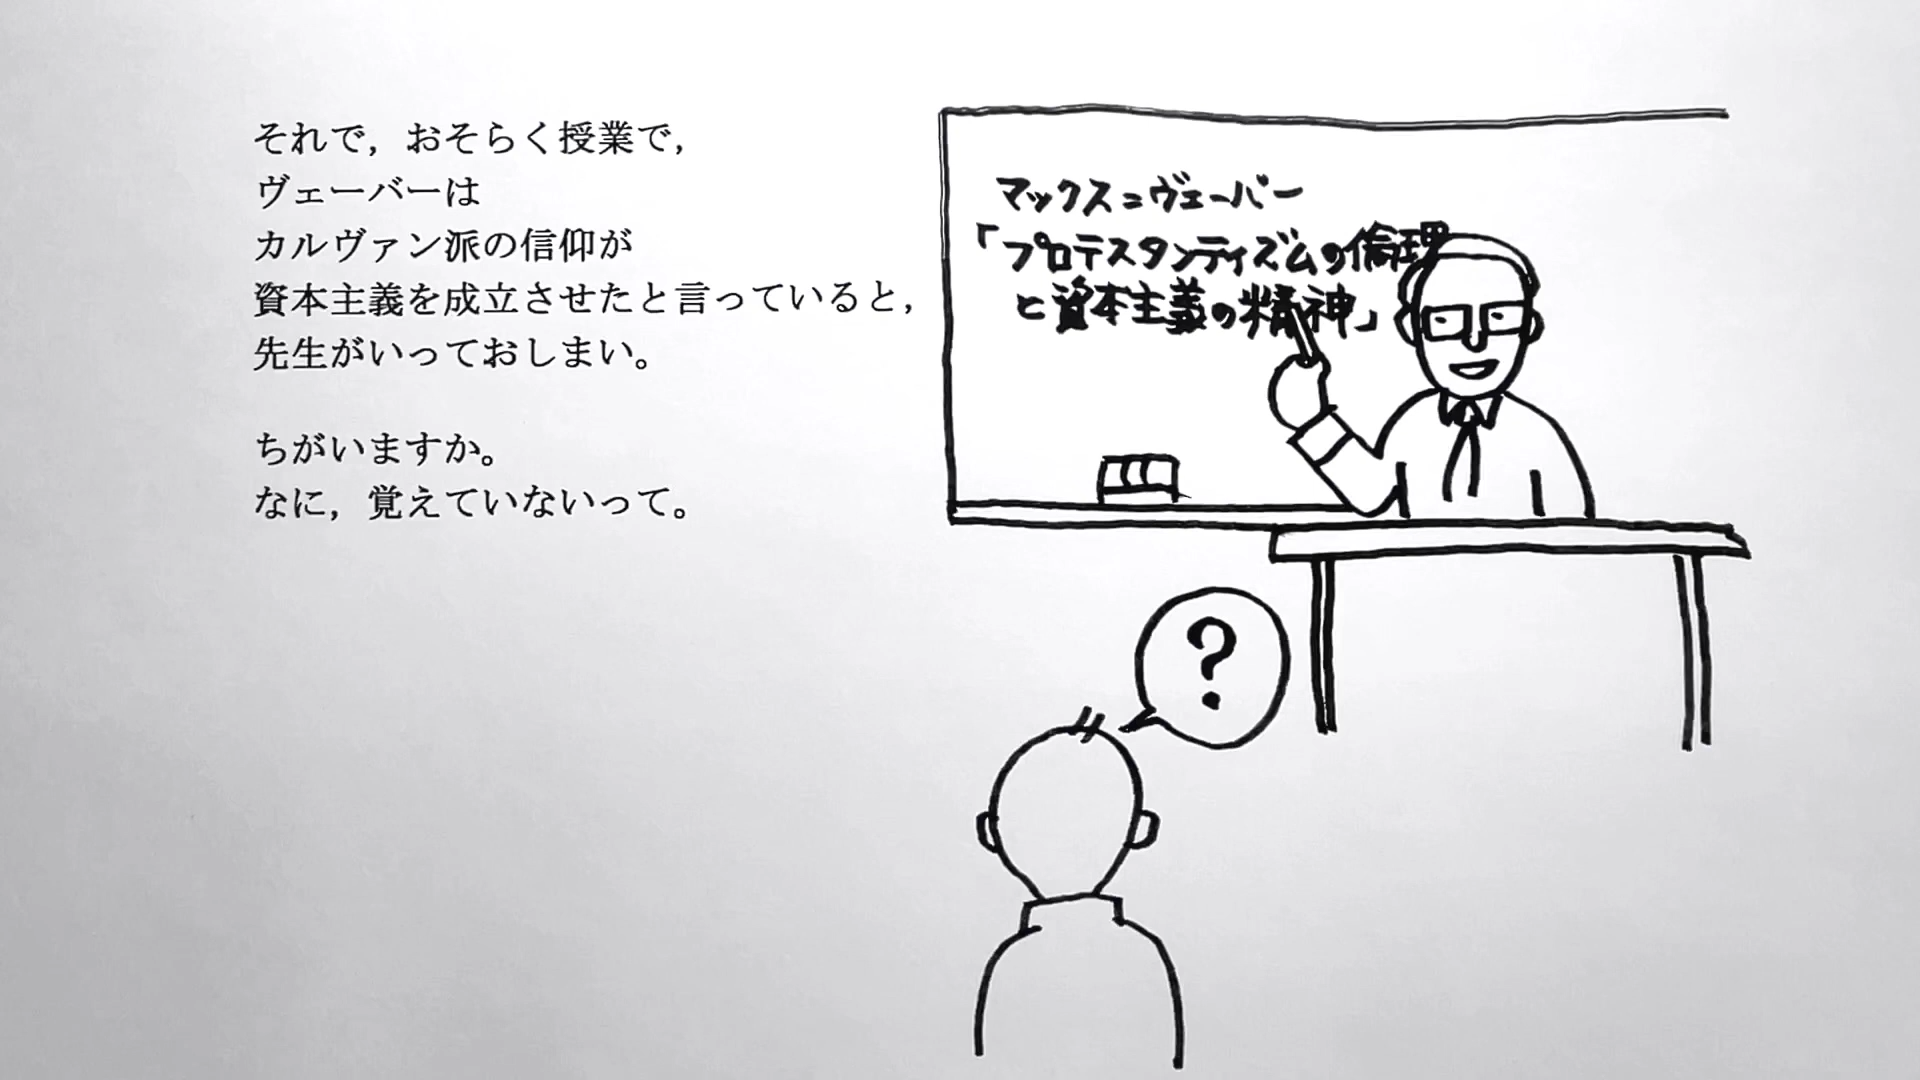 それで，おそらく授業で，
ヴェーバーは
カルヴァン派の信仰が
資本主義を成立させたと言っていると，
先生がいっておしまい。
ちがいますか。
なに，覚えていないって。
マックス＝ヴェーバー
「プロテスタンティズムの倫理
と資本主義の精神」
?